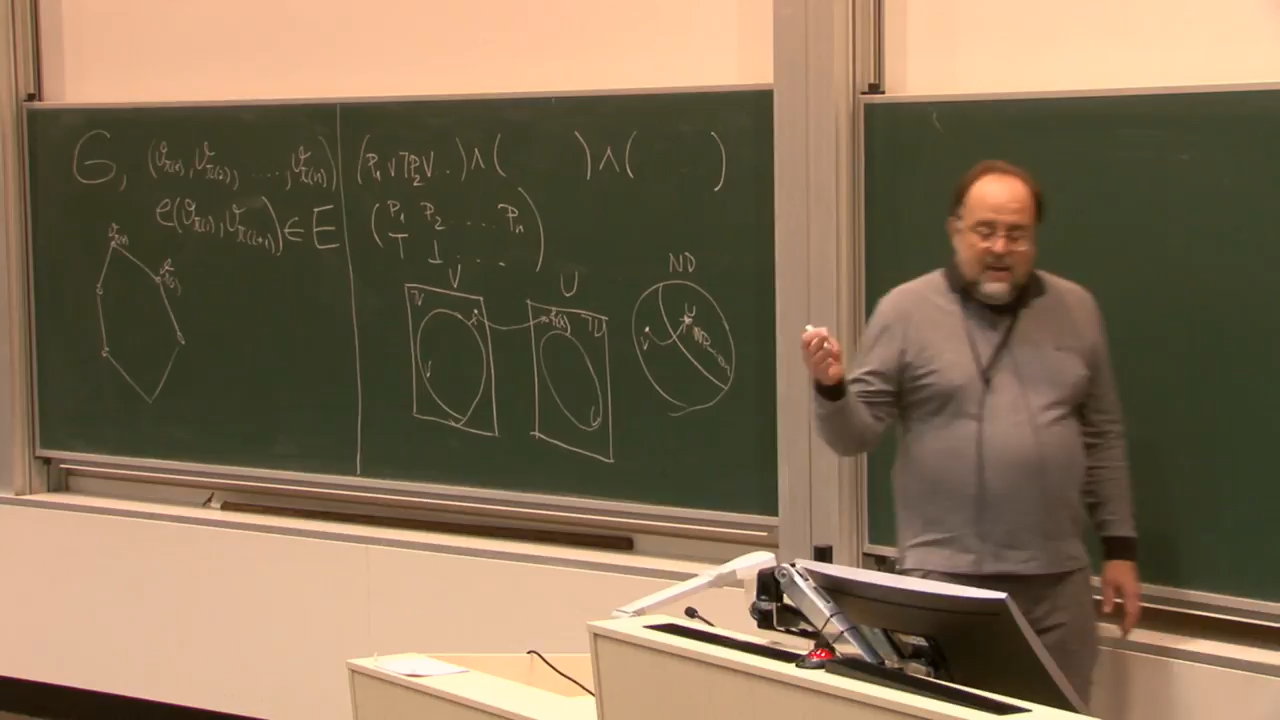 G, (v_π(1), v_π(2), ..., v_π(n))
e(v_π(i), v_π(i+1)) ∈ E
(P₁ ∨ ¬P₂ ∨ ..) ∧ (      ) ∧ (      )
(P₁ P₂ .... Pₙ)
T ⊥ ....
V
U
ND
¬V
x
f(x)
¬U
V
U
V
U